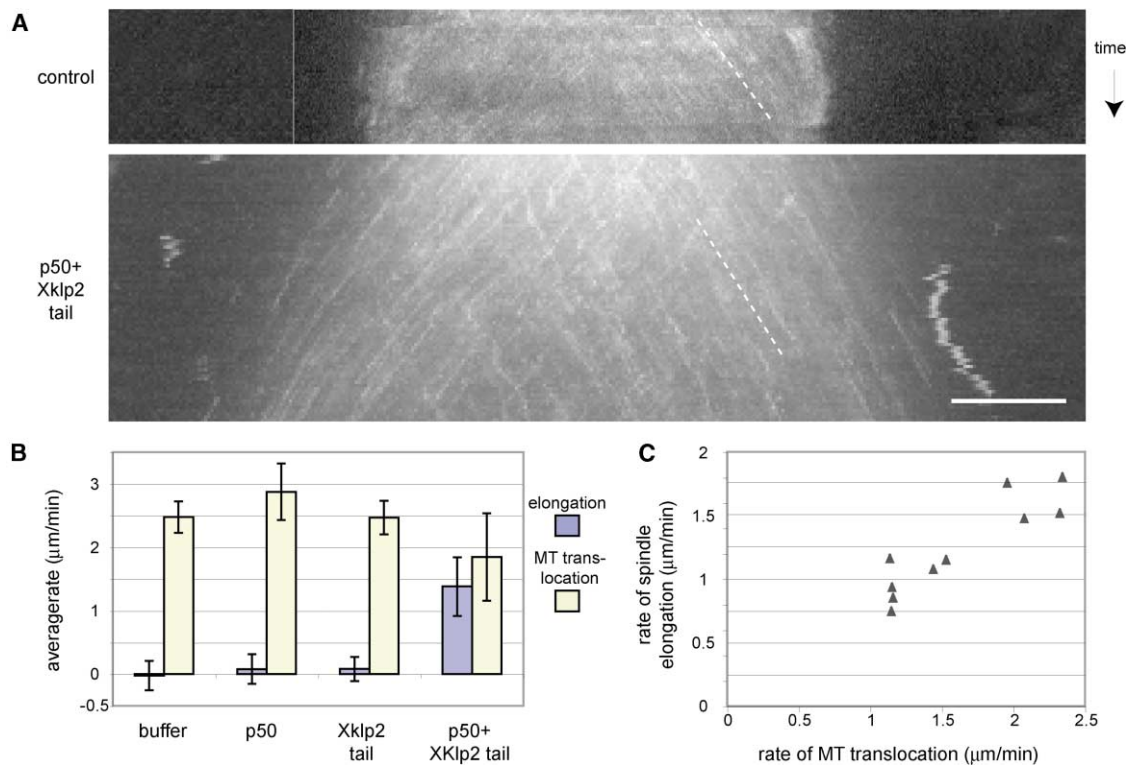 A
control
time
p50+
Xklp2
tail
B
averagerate (μm/min)
3
2
1
0
-0.5
buffer
p50
Xklp2
tail
p50+
XKlp2 tail
elongation
MT trans-
location
C
rate of spindle
elongation (μm/min)
2
1.5
1
0.5
0
0
0.5
1
1.5
2
2.5
rate of MT translocation (μm/min)